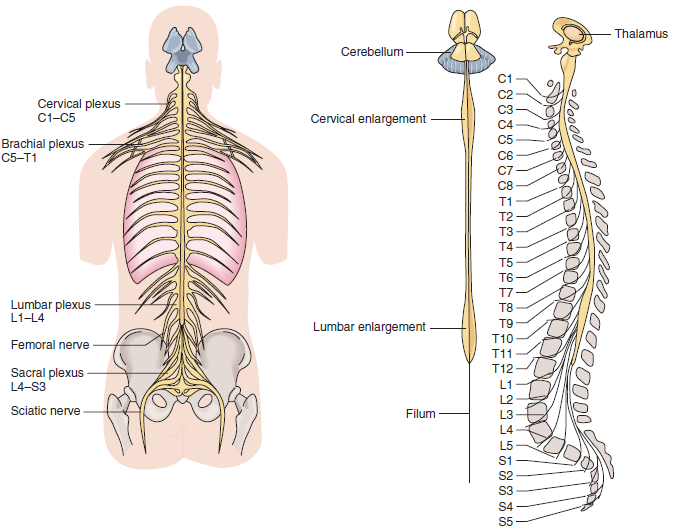 Cervical plexus
C1–C5
Brachial plexus
C5–T1
Lumbar plexus
L1–L4
Femoral nerve
Sacral plexus
L4–S3
Sciatic nerve
Cerebellum
Cervical enlargement
Lumbar enlargement
Filum
Thalamus
C1
C2
C3
C4
C5
C6
C7
C8
T1
T2
T3
T4
T5
T6
T7
T8
T9
T10
T11
T12
L1
L2
L3
L4
L5
S1
S2
S3
S4
S5